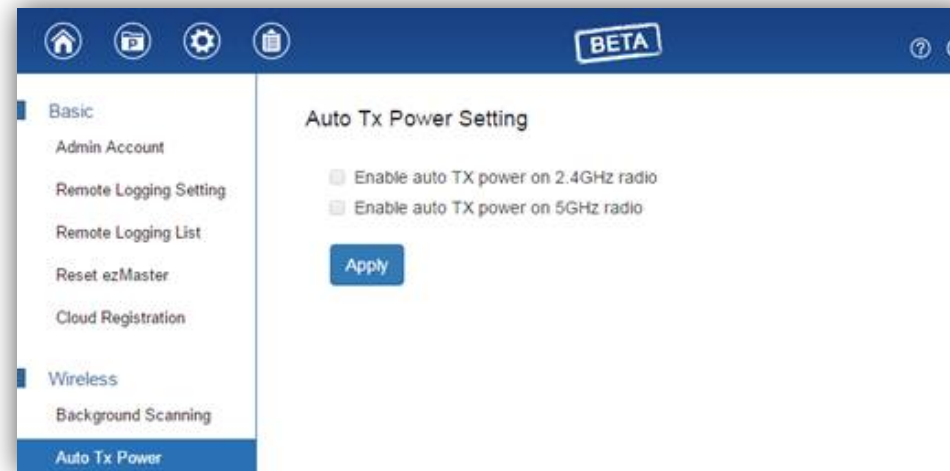 BETA
Basic
Admin Account
Remote Logging Setting
Remote Logging List
Reset ezMaster
Cloud Registration
Wireless
Background Scanning
Auto Tx Power
Auto Tx Power Setting
Enable auto TX power on 2.4GHz radio
Enable auto TX power on 5GHz radio
Apply